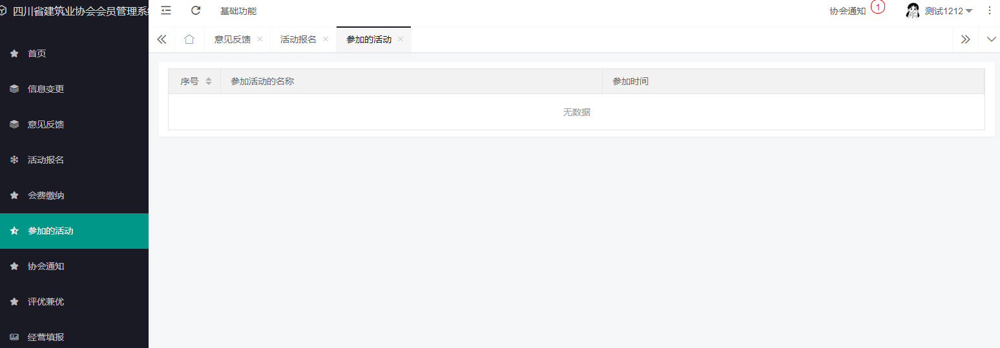 四川省建筑业协会会员管理系
基础功能
协会通知
1
测试1212
首页
信息变更
意见反馈
活动报名
会费缴纳
参加的活动
协会通知
评优兼优
经营填报
意见反馈
活动报名
参加的活动
序号
参加活动的名称
参加时间
无数据